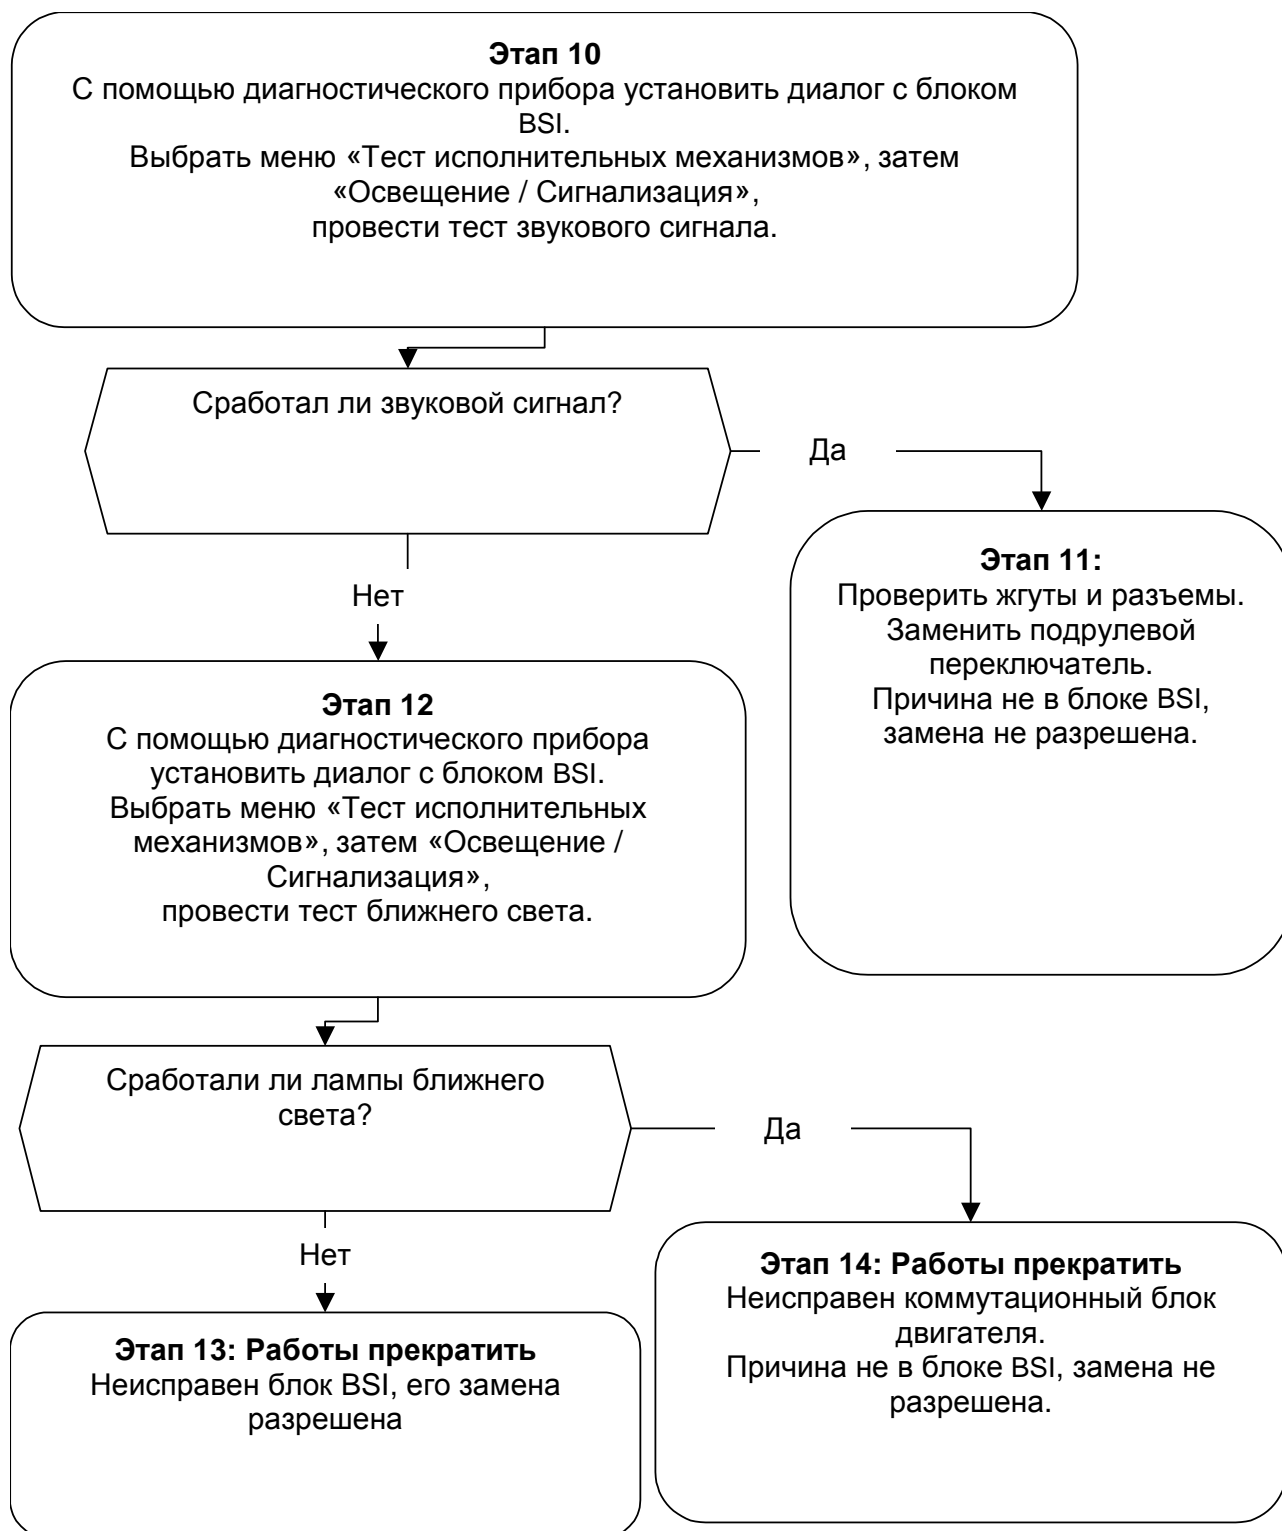 Этап 10
С помощью диагностического прибора установить диалог с блоком
BSI.
Выбрать меню «Тест исполнительных механизмов», затем
«Освещение / Сигнализация»,
провести тест звукового сигнала.
Сработал ли звуковой сигнал?
Да
Нет
Этап 11:
Проверить жгуты и разъемы.
Заменить подрулевой
переключатель.
Причина не в блоке BSI,
замена не разрешена.
Этап 12
С помощью диагностического прибора
установить диалог с блоком BSI.
Выбрать меню «Тест исполнительных
механизмов», затем «Освещение /
Сигнализация»,
провести тест ближнего света.
Сработали ли лампы ближнего
света?
Да
Нет
Этап 14: Работы прекратить
Неисправен коммутационный блок
двигателя.
Причина не в блоке BSI, замена не
разрешена.
Этап 13: Работы прекратить
Неисправен блок BSI, его замена
разрешена